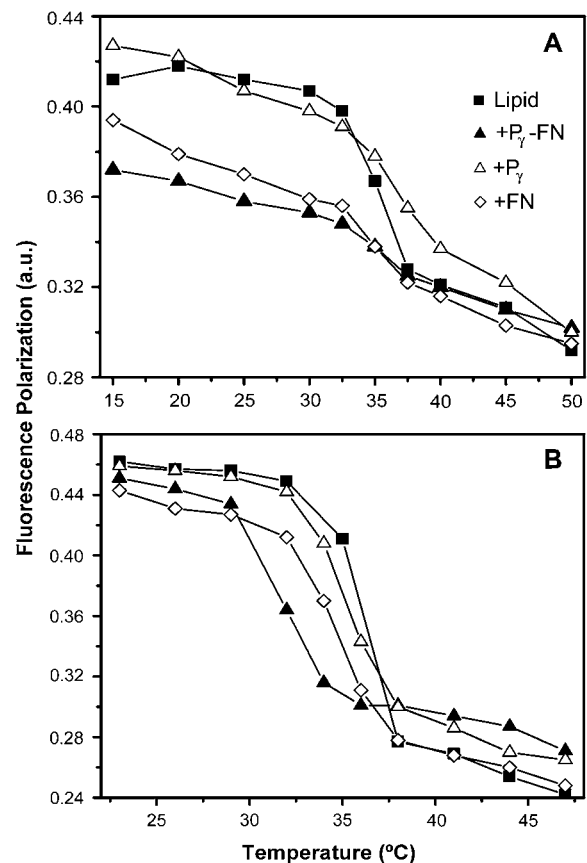 0.44
0.40
0.36
0.32
0.28
A
Lipid
+Pγ-FN
+Pγ
+FN
15 20 25 30 35 40 45 50
Fluorescence Polarization (a.u.)
0.48
0.44
0.40
0.36
0.32
0.28
0.24
B
25 30 35 40 45
Temperature (ºC)